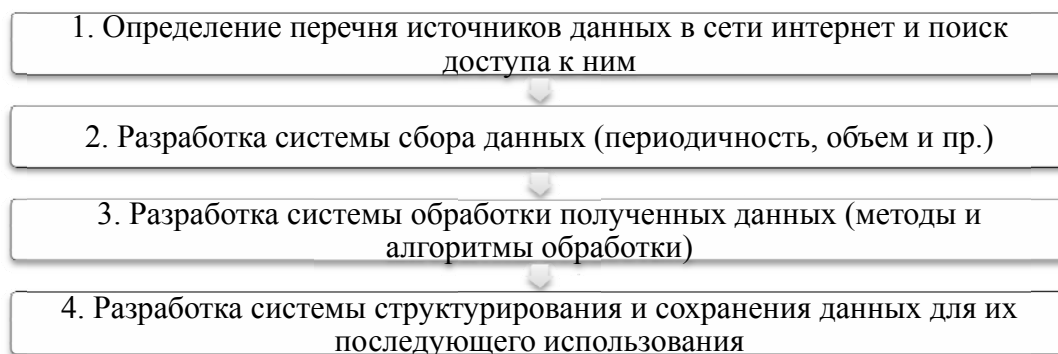 1. Определение перечня источников данных в сети интернет и поиск
доступа к ним
2. Разработка системы сбора данных (периодичность, объем и пр.)
3. Разработка системы обработки полученных данных (методы и
алгоритмы обработки)
4. Разработка системы структурирования и сохранения данных для их
последующего использования